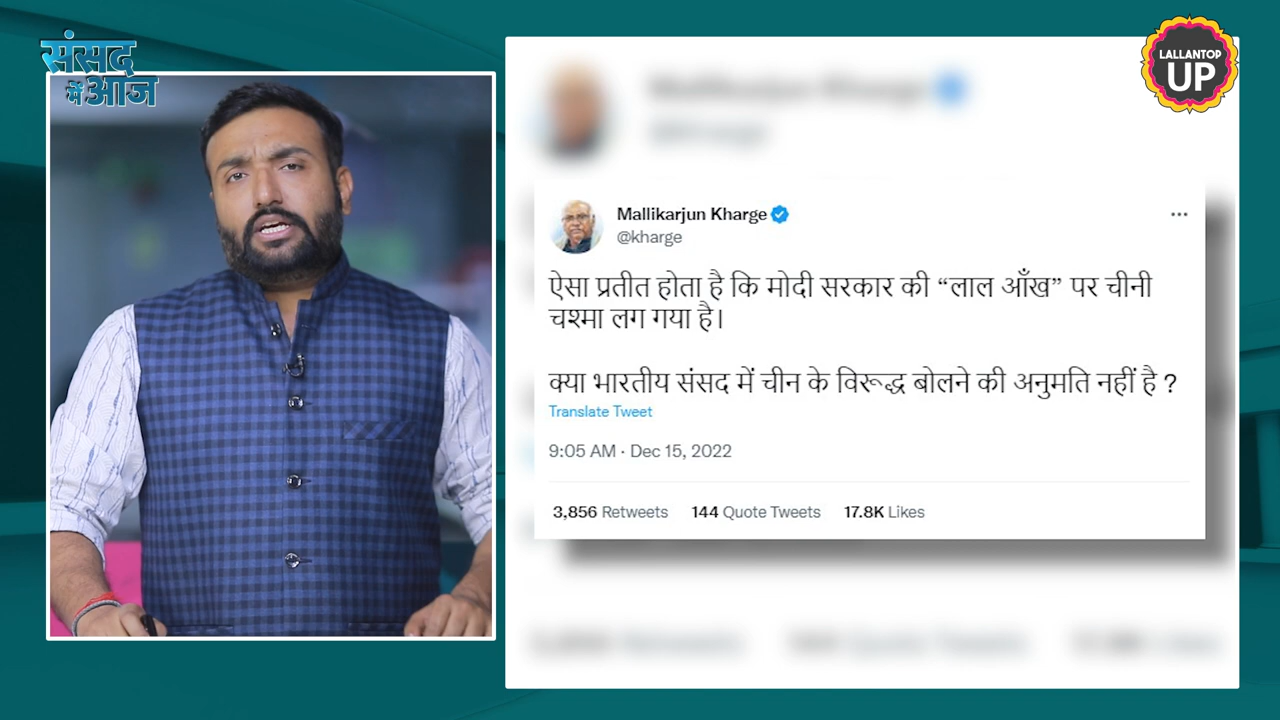 संसद
में आज
LALLANTOP
UP
Mallikarjun Kharge
@kharge
ऐसा प्रतीत होता है कि मोदी सरकार की “लाल आँख” पर चीनी
चश्मा लग गया है।
क्या भारतीय संसद में चीन के विरूद्ध बोलने की अनुमति नहीं है ?
Translate Tweet
9:05 AM · Dec 15, 2022
3,856 Retweets 144 Quote Tweets 17.8K Likes